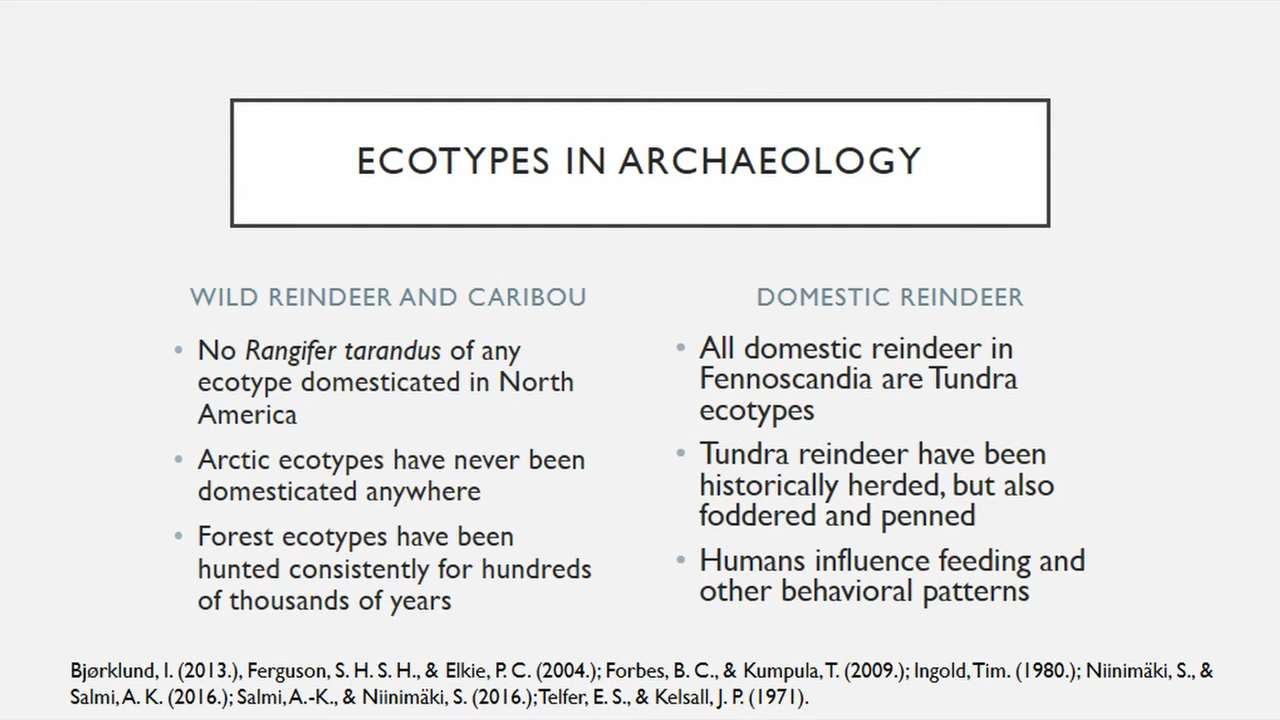 ECOTYPES IN ARCHAEOLOGY
WILD REINDEER AND CARIBOU
• No Rangifer tarandus of any
ecotype domesticated in North
America
• Arctic ecotypes have never been
domesticated anywhere
• Forest ecotypes have been
hunted consistently for hundreds
of thousands of years
DOMESTIC REINDEER
• All domestic reindeer in
Fennoscandia are Tundra
ecotypes
• Tundra reindeer have been
historically herded, but also
foddered and penned
• Humans influence feeding and
other behavioral patterns
Bjørklund, I. (2013.), Ferguson, S. H. S. H., & Elkie, P. C. (2004.); Forbes, B. C., & Kumpula, T. (2009.); Ingold, Tim. (1980.); Niinimäki, S., &
Salmi, A. K. (2016.); Salmi, A.-K., & Niinimäki, S. (2016.); Telfer, E. S., & Kelsall, J. P. (1971).